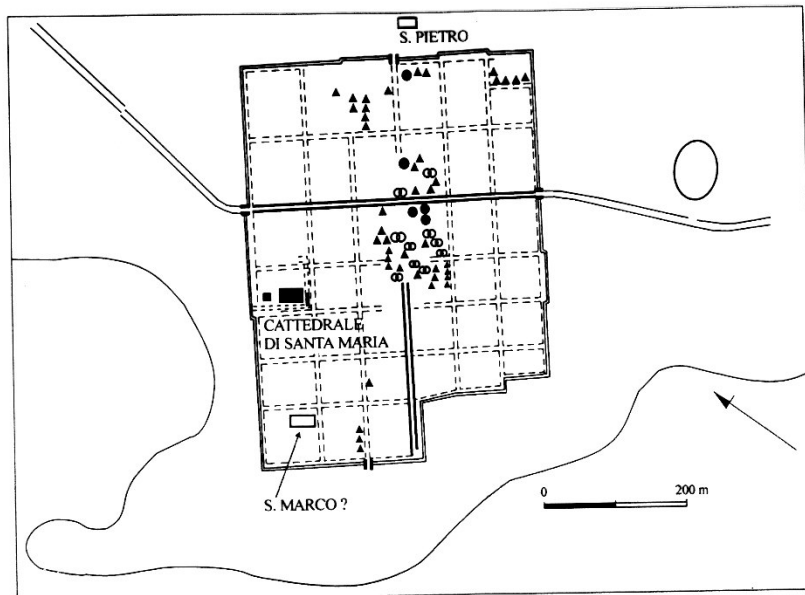 S. PIETRO
CATTEDRALE
DI SANTA MARIA
S. MARCO ?
0 200 m